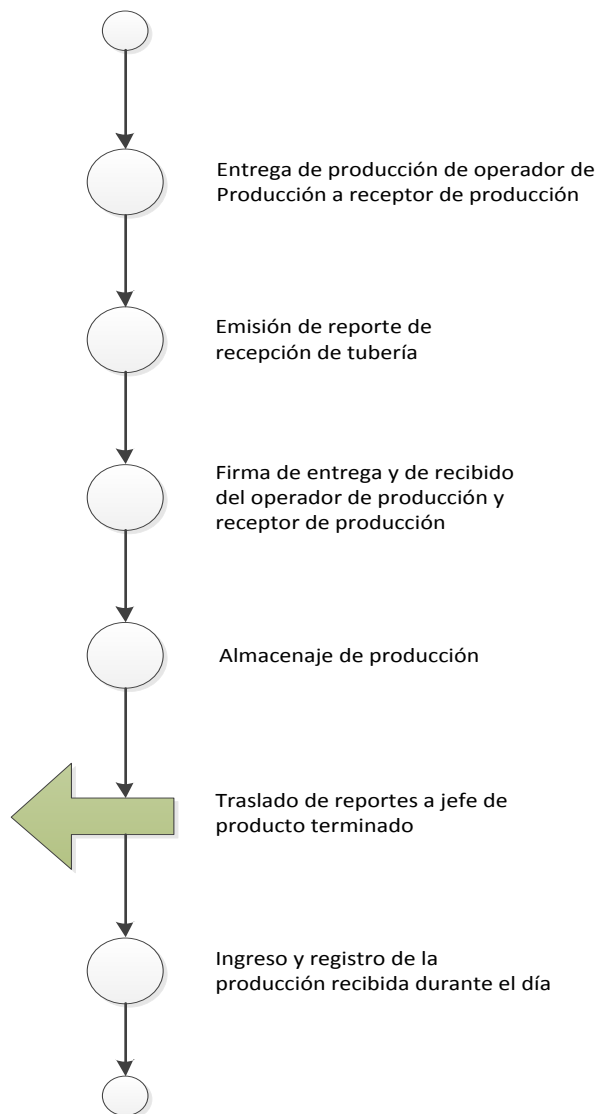 Entrega de producción de operador de
Producción a receptor de producción
Emisión de reporte de
recepción de tubería
Firma de entrega y de recibido
del operador de producción y
receptor de producción
Almacenaje de producción
Traslado de reportes a jefe de
producto terminado
Ingreso y registro de la
producción recibida durante el día